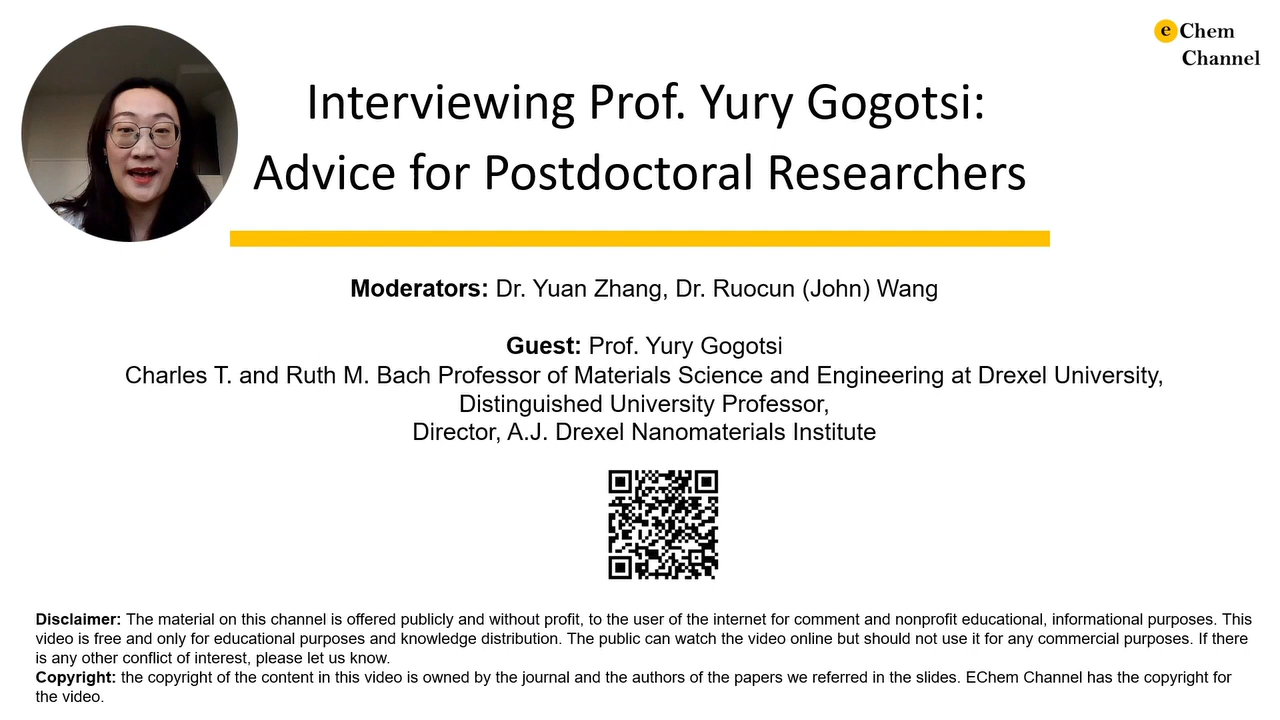 e Chem
Channel
Interviewing Prof. Yury Gogotsi:
Advice for Postdoctoral Researchers
Moderators: Dr. Yuan Zhang, Dr. Ruocun (John) Wang
Guest: Prof. Yury Gogotsi
Charles T. and Ruth M. Bach Professor of Materials Science and Engineering at Drexel University,
Distinguished University Professor,
Director, A.J. Drexel Nanomaterials Institute
Disclaimer: The material on this channel is offered publicly and without profit, to the user of the internet for comment and nonprofit educational, informational purposes. This
video is free and only for educational purposes and knowledge distribution. The public can watch the video online but should not use it for any commercial purposes. If there
is any other conflict of interest, please let us know.
Copyright: the copyright of the content in this video is owned by the journal and the authors of the papers we referred in the slides. EChem Channel has the copyright for
the video.